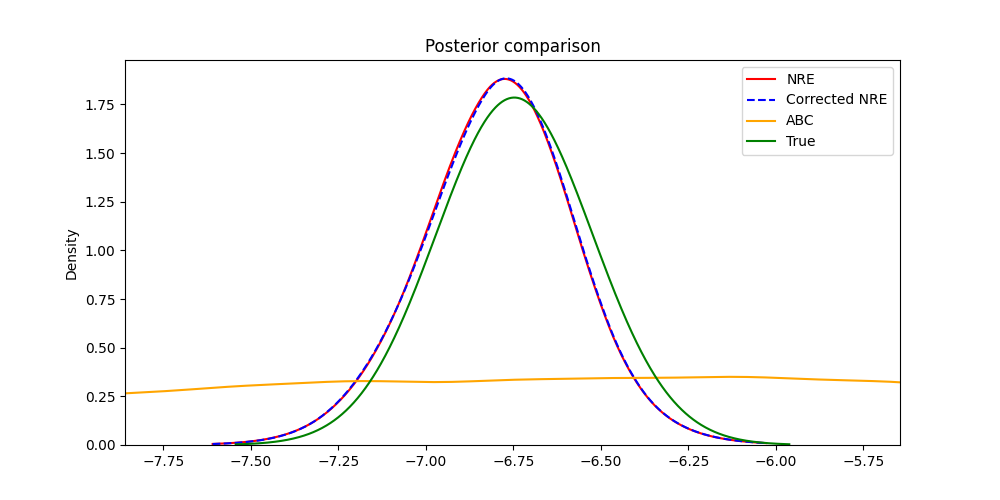 Posterior comparison
NRE
Corrected NRE
ABC
True
Density
1.75
1.50
1.25
1.00
0.75
0.50
0.25
0.00
−7.75 −7.50 −7.25 −7.00 −6.75 −6.50 −6.25 −6.00 −5.75